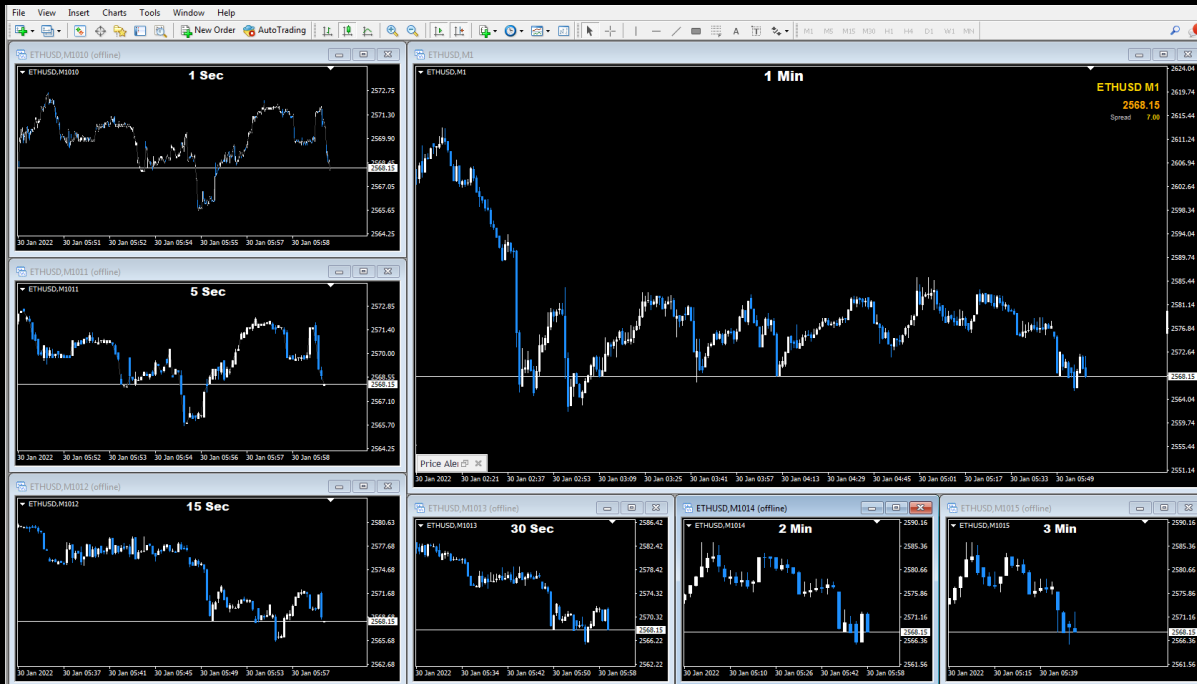 File View Insert Charts Tools Window Help
New Order AutoTrading A T M1 M5 M15 M30 H1 H4 D1 W1 MN
ETHUSD,M1010 (offline)
ETHUSD,M1010
1 Sec
2572.75
2571.30
2569.90
2568.45
2568.15
2567.05
2565.65
2564.25
30 Jan 2022 30 Jan 05:51 30 Jan 05:52 30 Jan 05:54 30 Jan 05:55 30 Jan 05:57 30 Jan 05:58
ETHUSD,M1011 (offline)
ETHUSD,M1011
5 Sec
2572.85
2571.40
2570.00
2568.55
2568.15
2567.10
2565.70
2564.25
30 Jan 2022 30 Jan 05:52 30 Jan 05:53 30 Jan 05:54 30 Jan 05:56 30 Jan 05:57 30 Jan 05:58
ETHUSD,M1012 (offline)
ETHUSD,M1012
15 Sec
2580.63
2577.68
2574.68
2571.68
2568.68
2568.15
2565.68
2562.68
30 Jan 2022 30 Jan 05:37 30 Jan 05:41 30 Jan 05:45 30 Jan 05:49 30 Jan 05:53 30 Jan 05:57
ETHUSD,M1
ETHUSD,M1
1 Min
ETHUSD M1
2568.15
Spread 7.00
2624.04
2619.74
2615.44
2611.24
2606.94
2602.64
2598.34
2594.04
2589.74
2585.44
2581.14
2576.84
2572.64
2568.15
2564.04
2559.74
2555.44
2551.14
Price Aler
30 Jan 2022 30 Jan 02:21 30 Jan 02:37 30 Jan 02:53 30 Jan 03:09 30 Jan 03:25 30 Jan 03:41 30 Jan 03:57 30 Jan 04:13 30 Jan 04:29 30 Jan 04:45 30 Jan 05:01 30 Jan 05:17 30 Jan 05:33 30 Jan 05:49
ETHUSD,M1013 (offline)
ETHUSD,M1013
30 Sec
2586.42
2582.42
2578.42
2574.32
2570.32
2568.15
2566.22
2562.22
30 Jan 2022 30 Jan 05:34 30 Jan 05:42 30 Jan 05:50 30 Jan 05:58
ETHUSD,M1014 (offline)
ETHUSD,M1014
2 Min
2590.16
2585.36
2580.66
2575.86
2571.16
2568.15
2566.36
2561.56
30 Jan 2022 30 Jan 05:10 30 Jan 05:26 30 Jan 05:42 30 Jan 05:58
ETHUSD,M1015 (offline)
ETHUSD,M1015
3 Min
2590.16
2585.36
2580.66
2575.86
2571.16
2568.15
2566.36
2561.56
30 Jan 2022 30 Jan 05:15 30 Jan 05:39